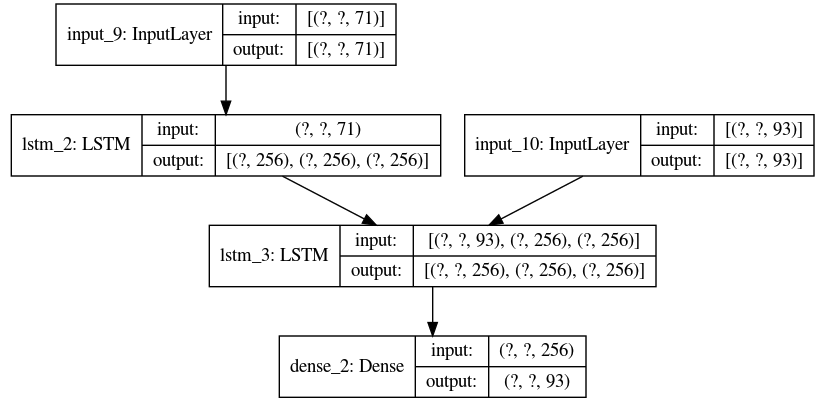 input_9: InputLayer
input: [(?, ?, 71)]
output: [(?, ?, 71)]
lstm_2: LSTM
input: (?, ?, 71)
output: [(?, 256), (?, 256), (?, 256)]
input_10: InputLayer
input: [(?, ?, 93)]
output: [(?, ?, 93)]
lstm_3: LSTM
input: [(?, ?, 93), (?, 256), (?, 256)]
output: [(?, ?, 256), (?, 256), (?, 256)]
dense_2: Dense
input: (?, ?, 256)
output: (?, ?, 93)